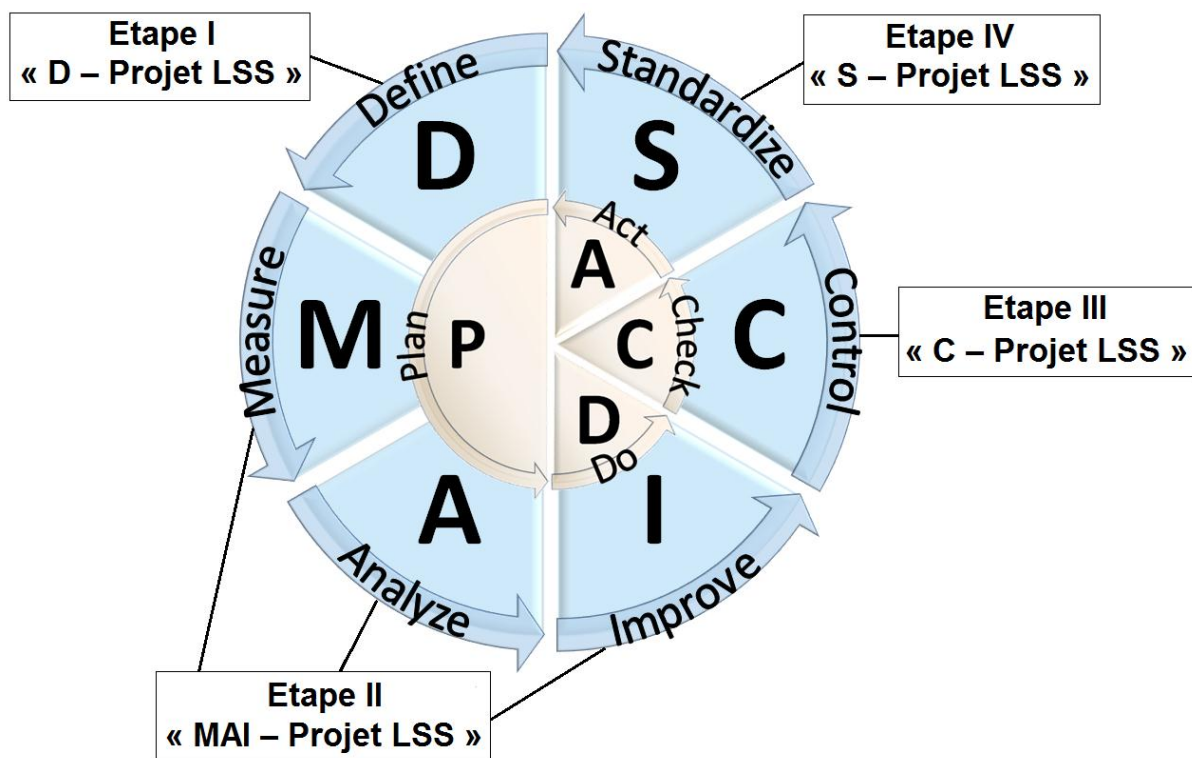 Etape I
« D – Projet LSS »
Etape IV
« S – Projet LSS »
Define
Standardize
D
S
Measure
M
Plan
P
Act
A
Check
C
D
Do
C
Control
Etape III
« C – Projet LSS »
A
I
Analyze
Improve
Etape II
« MAI – Projet LSS »